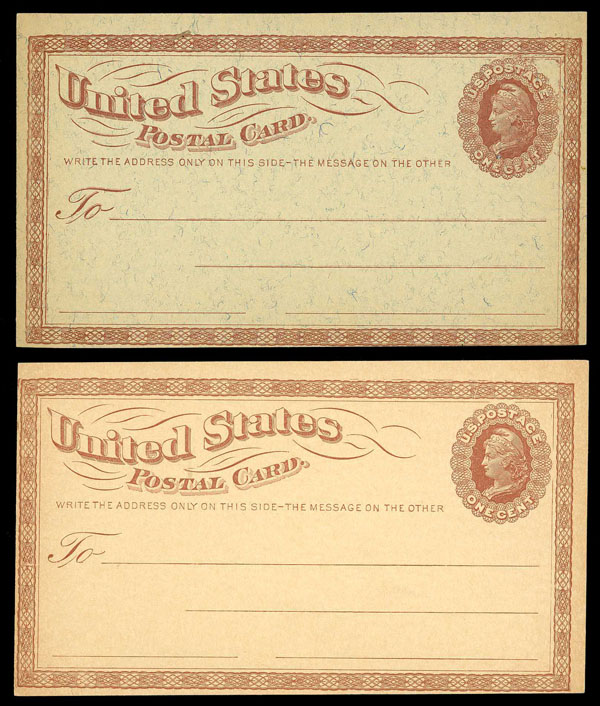 United States
POSTAL CARD.
U.S. POSTAGE
ONE CENT
WRITE THE ADDRESS ONLY ON THIS SIDE—THE MESSAGE ON THE OTHER
To
United States
POSTAL CARD.
U.S. POSTAGE
ONE CENT
WRITE THE ADDRESS ONLY ON THIS SIDE—THE MESSAGE ON THE OTHER
To